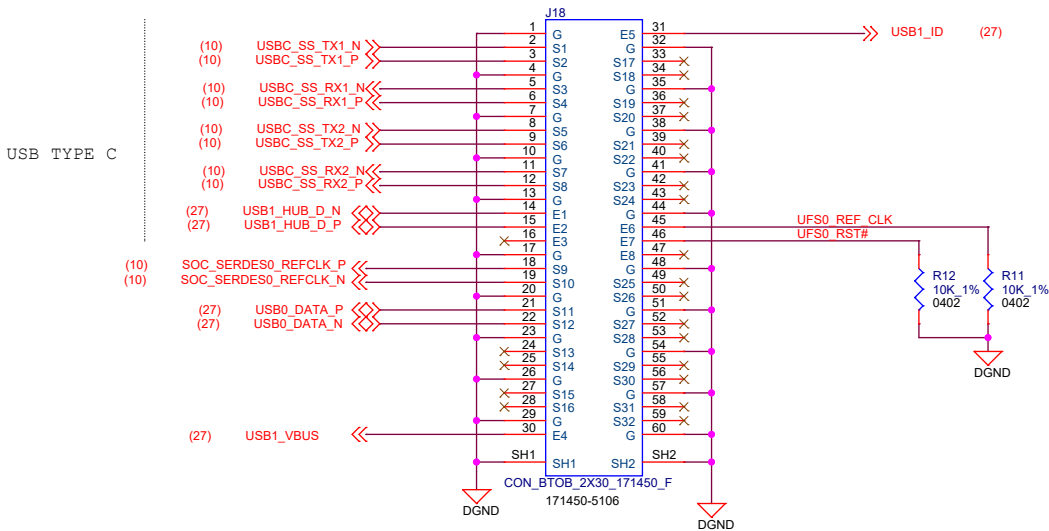 J18
1 G E5 31 USB1_ID (27)
(10) USBC_SS_TX1_N 2 S1 G 32
(10) USBC_SS_TX1_P 3 S2 S17 33
4 G S18 34
(10) USBC_SS_RX1_N 5 S3 G 35
(10) USBC_SS_RX1_P 6 S4 S19 36
7 G S20 37
(10) USBC_SS_TX2_N 8 S5 G 38
(10) USBC_SS_TX2_P 9 S6 S21 39
USB TYPE C
10 G S22 40
(10) USBC_SS_RX2_N 11 S7 G 41
(10) USBC_SS_RX2_P 12 S8 S23 42
13 G S24 43
(27) USB1_HUB_D_N 14 E1 G 44
(27) USB1_HUB_D_P 15 E2 E6 45 UFS0_REF_CLK
16 E3 E7 46 UFS0_RST#
17 G E8 47
(10) SOC_SERDES0_REFCLK_P 18 S9 G 48
(10) SOC_SERDES0_REFCLK_N 19 S10 S25 49
20 G S26 50
(27) USB0_DATA_P 21 S11 G 51
(27) USB0_DATA_N 22 S12 S27 52
23 G S28 53
24 S13 G 54
25 S14 S29 55
26 G S30 56
27 S15 G 57
28 S16 S31 58
29 G S32 59
(27) USB1_VBUS 30 E4 G 60
SH1 SH1 SH2 SH2
R12 R11
10K_1% 10K_1%
0402 0402
DGND
CON_BTOB_2X30_171450_F
171450-5106
DGND
DGND